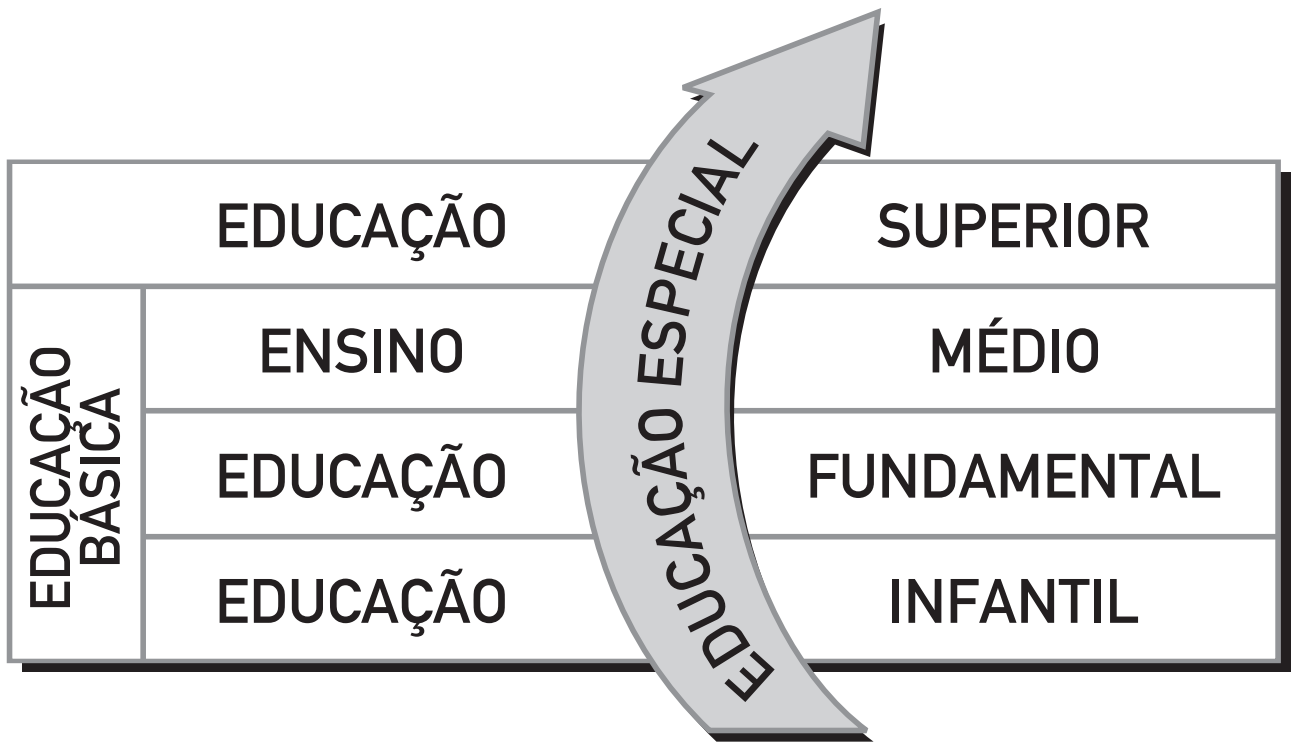 EDUCAÇÃO SUPERIOR
ENSINO MÉDIO
EDUCAÇÃO FUNDAMENTAL
EDUCAÇÃO INFANTIL
EDUCAÇÃO
BÁSICA
EDUCAÇÃO ESPECIAL